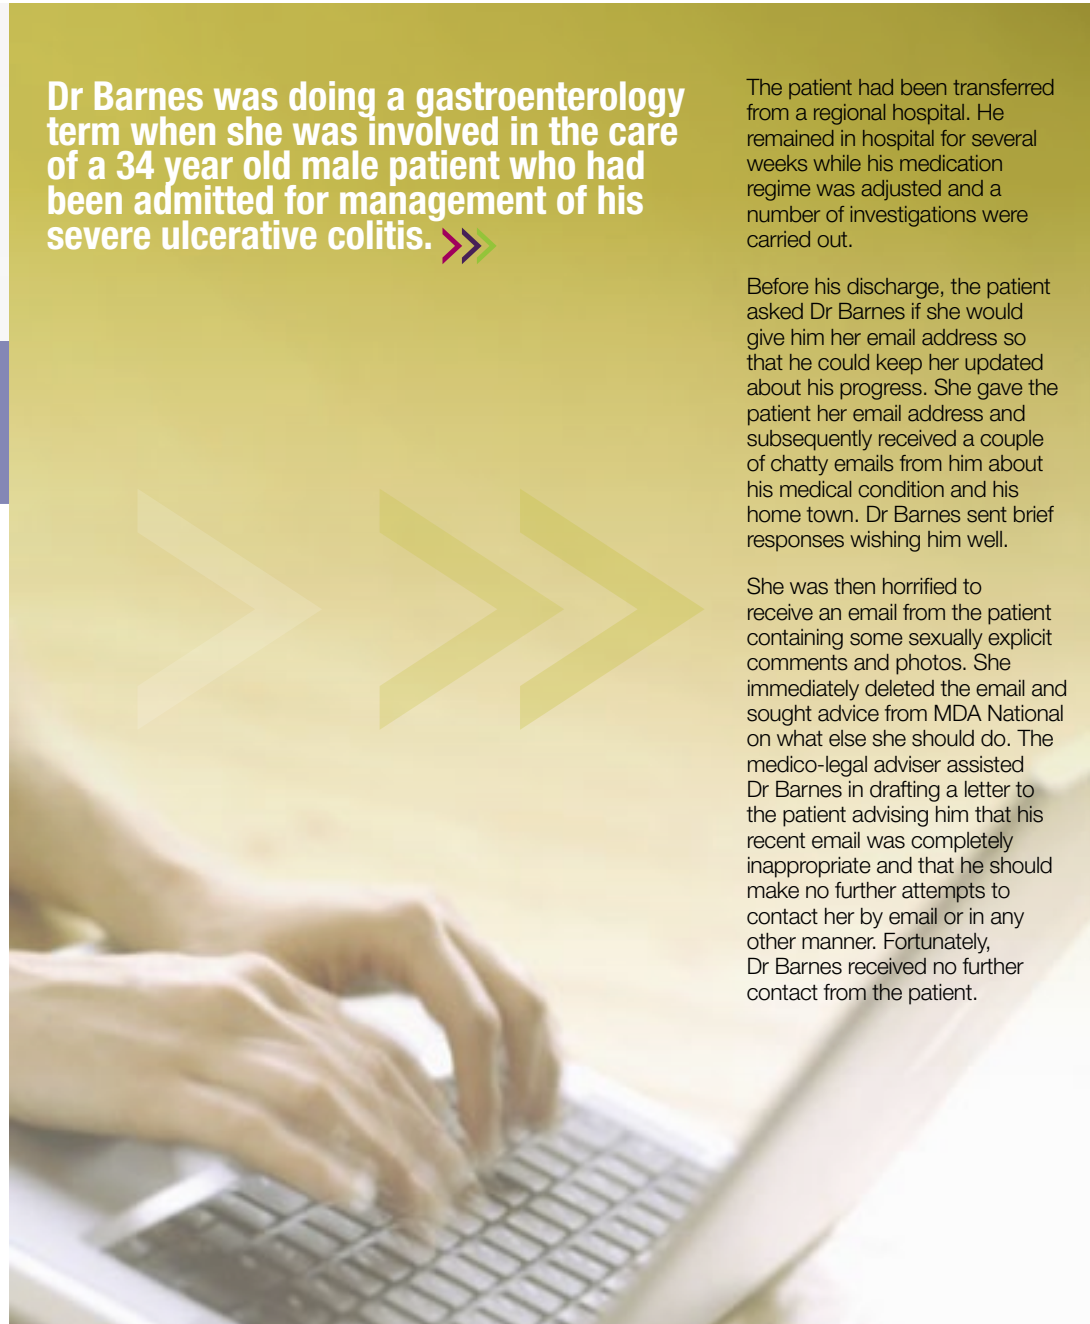 Dr Barnes was doing a gastroenterology
term when she was involved in the care
of a 34 year old male patient who had
been admitted for management of his
severe ulcerative colitis.
The patient had been transferred
from a regional hospital. He
remained in hospital for several
weeks while his medication
regime was adjusted and a
number of investigations were
carried out.
Before his discharge, the patient
asked Dr Barnes if she would
give him her email address so
that he could keep her updated
about his progress. She gave the
patient her email address and
subsequently received a couple
of chatty emails from him about
his medical condition and his
home town. Dr Barnes sent brief
responses wishing him well.
She was then horrified to
receive an email from the patient
containing some sexually explicit
comments and photos. She
immediately deleted the email and
sought advice from MDA National
on what else she should do. The
medico-legal adviser assisted
Dr Barnes in drafting a letter to
the patient advising him that his
recent email was completely
inappropriate and that he should
make no further attempts to
contact her by email or in any
other manner. Fortunately,
Dr Barnes received no further
contact from the patient.